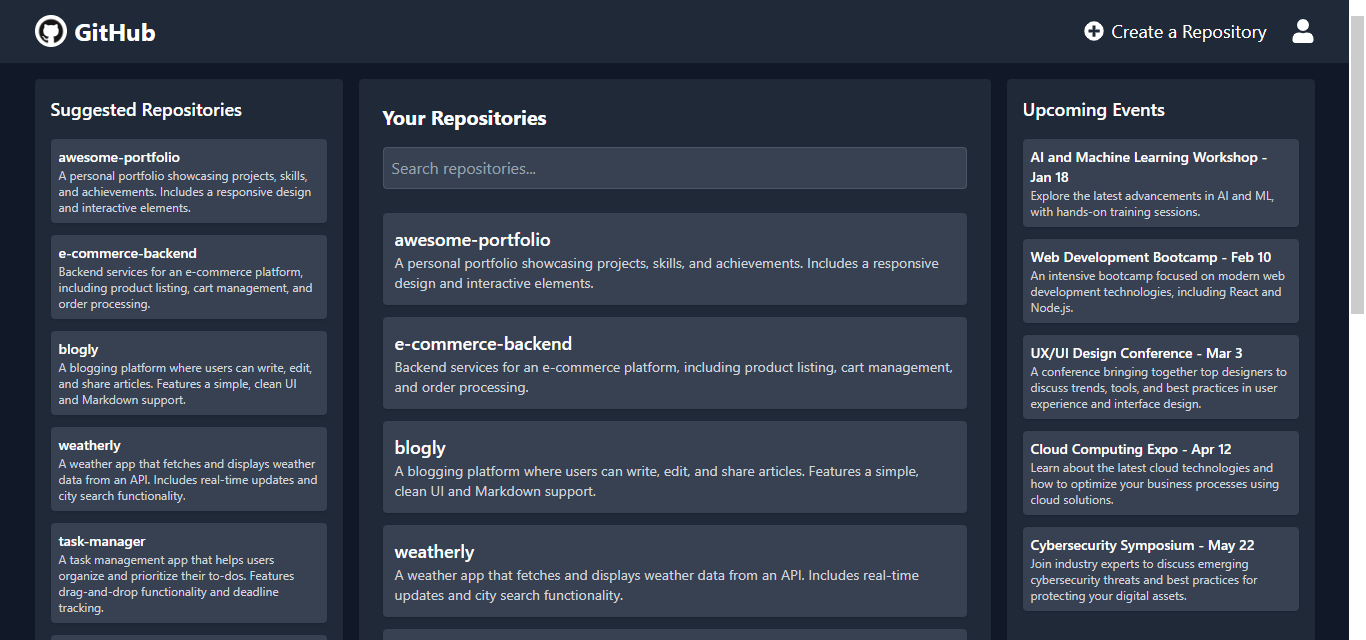 GitHub
Create a Repository
Suggested Repositories
awesome-portfolio
A personal portfolio showcasing projects, skills,
and achievements. Includes a responsive design
and interactive elements.
e-commerce-backend
Backend services for an e-commerce platform,
including product listing, cart management, and
order processing.
blogly
A blogging platform where users can write, edit,
and share articles. Features a simple, clean UI
and Markdown support.
weatherly
A weather app that fetches and displays weather
data from an API. Includes real-time updates and
city search functionality.
task-manager
A task management app that helps users
organize and prioritize their to-dos. Features
drag-and-drop functionality and deadline
tracking.
Your Repositories
Search repositories...
awesome-portfolio
A personal portfolio showcasing projects, skills, and achievements. Includes a responsive
design and interactive elements.
e-commerce-backend
Backend services for an e-commerce platform, including product listing, cart management,
and order processing.
blogly
A blogging platform where users can write, edit, and share articles. Features a simple,
clean UI and Markdown support.
weatherly
A weather app that fetches and displays weather data from an API. Includes real-time
updates and city search functionality.
Upcoming Events
AI and Machine Learning Workshop -
Jan 18
Explore the latest advancements in AI and ML,
with hands-on training sessions.
Web Development Bootcamp - Feb 10
An intensive bootcamp focused on modern web
development technologies, including React and
Node.js.
UX/UI Design Conference - Mar 3
A conference bringing together top designers to
discuss trends, tools, and best practices in user
experience and interface design.
Cloud Computing Expo - Apr 12
Learn about the latest cloud technologies and
how to optimize your business processes using
cloud solutions.
Cybersecurity Symposium - May 22
Join industry experts to discuss emerging
cybersecurity threats and best practices for
protecting your digital assets.